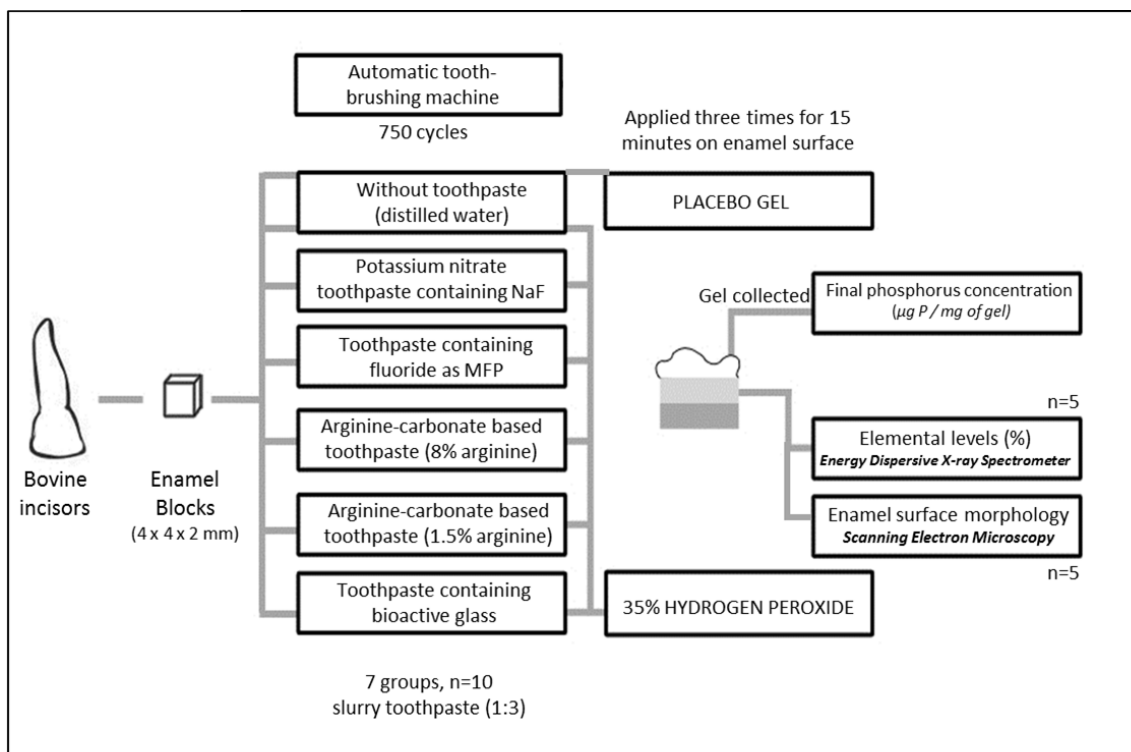 Automatic tooth-
brushing machine
750 cycles
Applied three times for 15
minutes on enamel surface
Without toothpaste
(distilled water)
PLACEBO GEL
Potassium nitrate
toothpaste containing NaF
Toothpaste containing
fluoride as MFP
Arginine-carbonate based
toothpaste (8% arginine)
Arginine-carbonate based
toothpaste (1.5% arginine)
Toothpaste containing
bioactive glass
35% HYDROGEN PEROXIDE
Bovine
incisors
Enamel
Blocks
(4 x 4 x 2 mm)
7 groups, n=10
slurry toothpaste (1:3)
Gel collected
Final phosphorus concentration
(µg P / mg of gel)
n=5
Elemental levels (%)
Energy Dispersive X-ray Spectrometer
Enamel surface morphology
Scanning Electron Microscopy
n=5